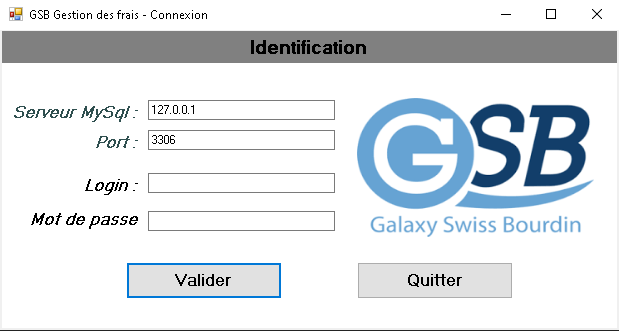 GSB Gestion des frais - Connexion
Identification
Serveur MySql : 127.0.0.1
Port : 3306
Login :
Mot de passe
GSB
Galaxy Swiss Bourdin
Valider
Quitter